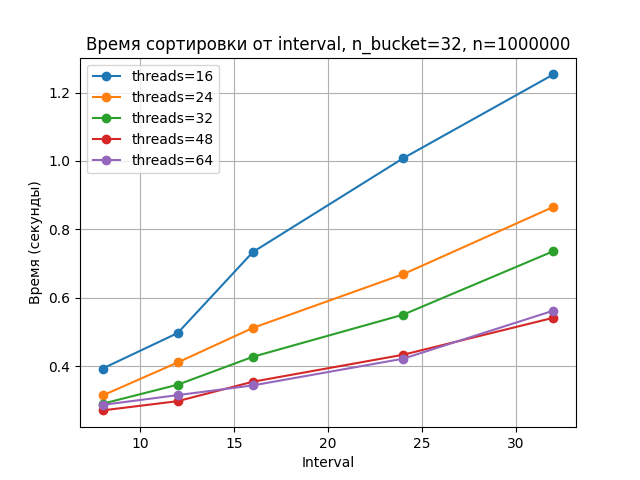 Время сортировки от interval, n_bucket=32, n=1000000
threads=16
threads=24
threads=32
threads=48
threads=64
Время (секунды)
1.2
1.0
0.8
0.6
0.4
10 15 20 25 30
Interval